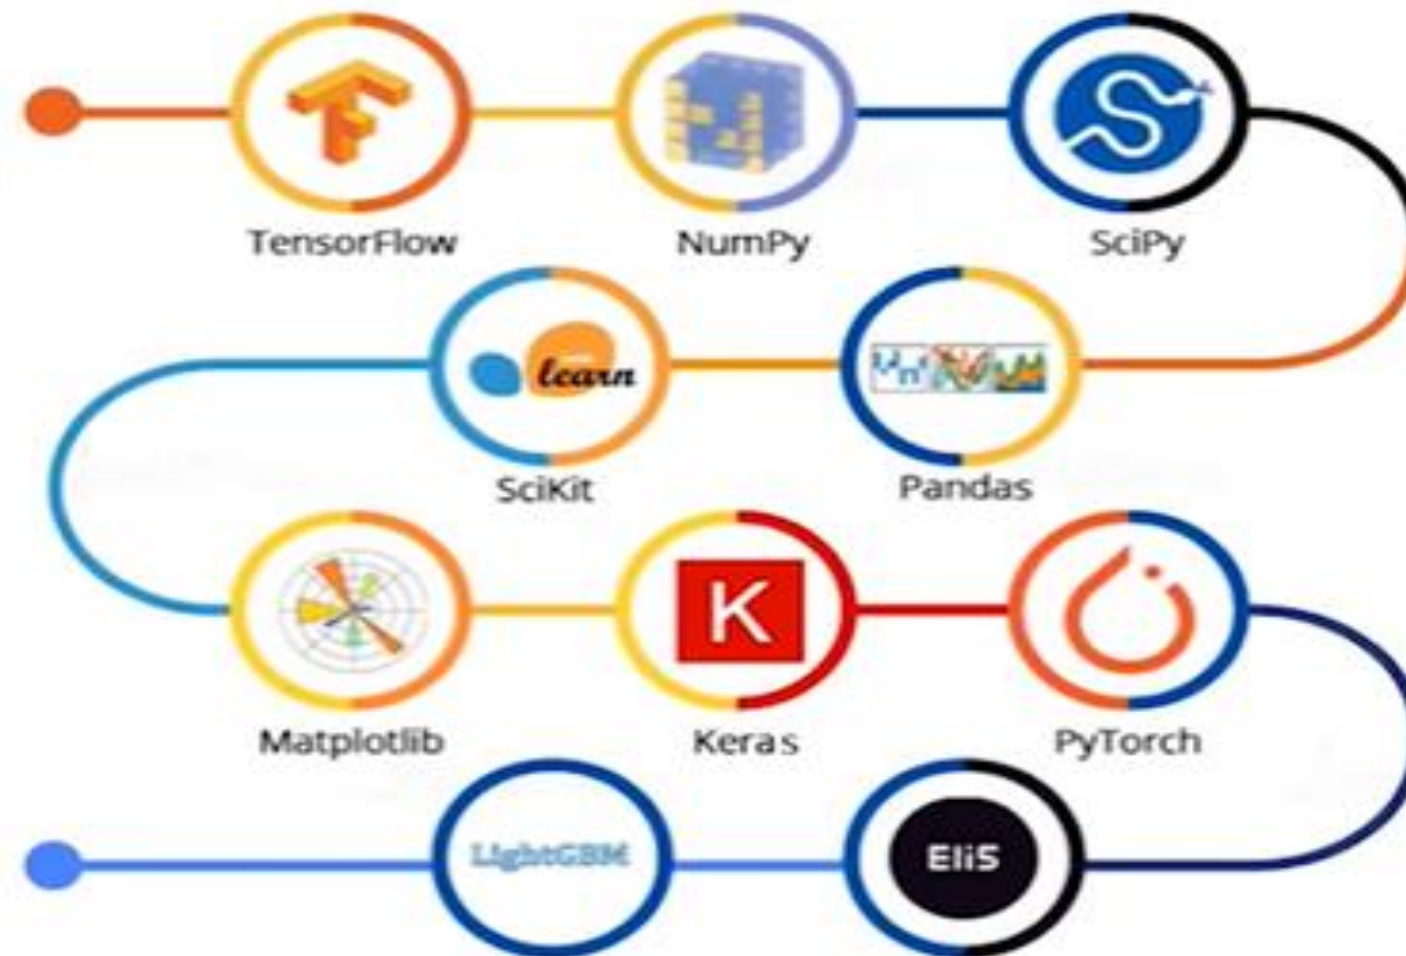 TensorFlow
NumPy
SciPy
learn
SciKit
Pandas
Matplotlib
K
Keras
PyTorch
LightGBM
Eli5